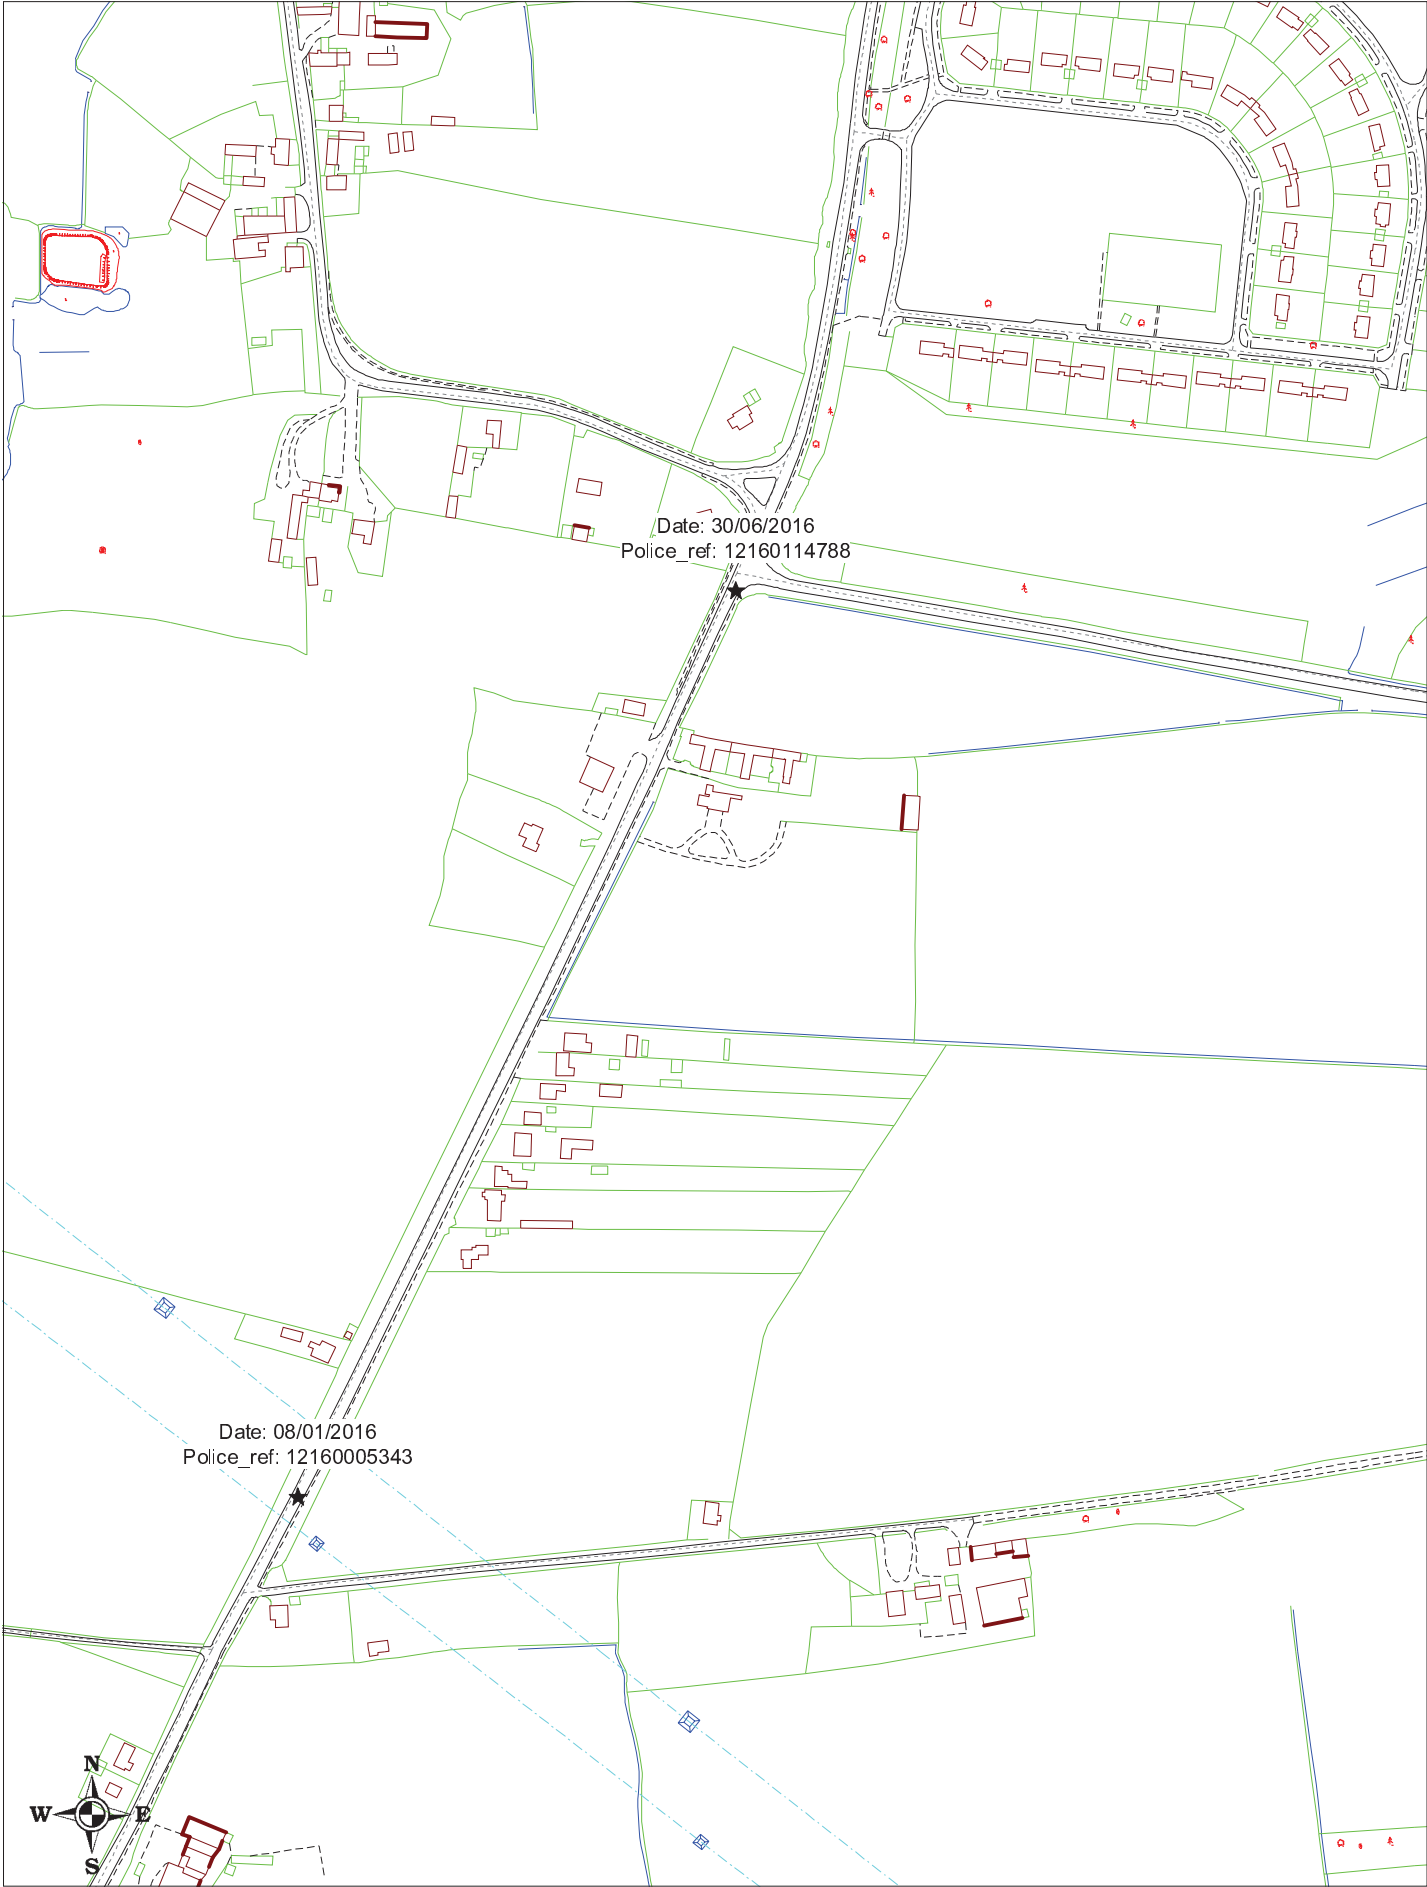 Date: 30/06/2016
Police_ref: 12160114788
Date: 08/01/2016
Police_ref: 12160005343
N
W E
S